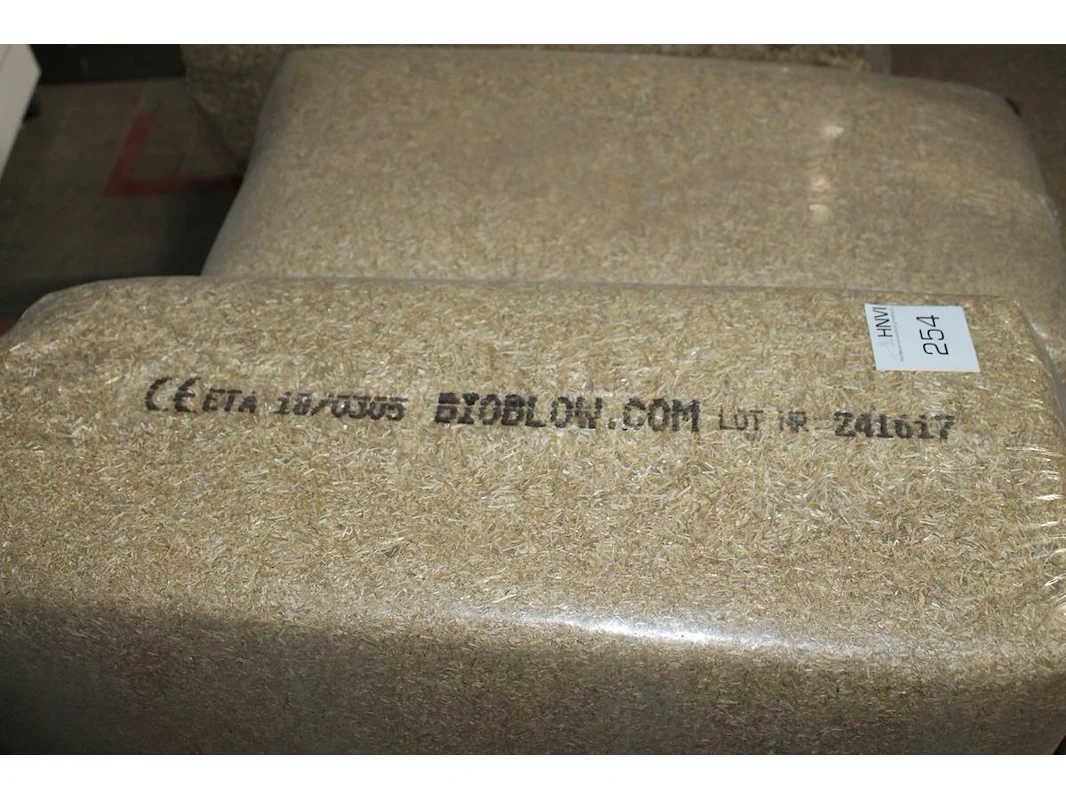 CE ETA 18/0305 BIOBLOW.COM LOT NR 241617
HNVI
254